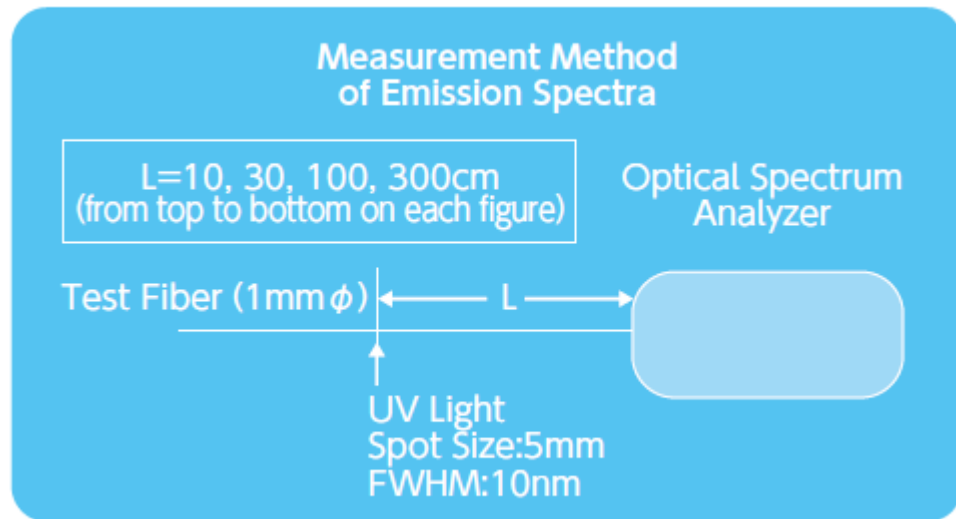 Measurement Method
of Emission Spectra
L=10, 30, 100, 300cm
(from top to bottom on each figure)
Optical Spectrum
Analyzer
Test Fiber (1mmφ)
L
UV Light
Spot Size:5mm
FWHM:10nm